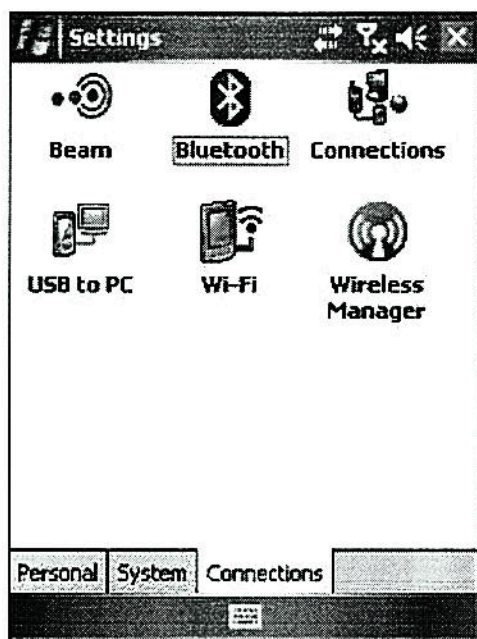 Settings
Beam Bluetooth Connections
USB to PC Wi-Fi Wireless
Manager
Personal System Connections